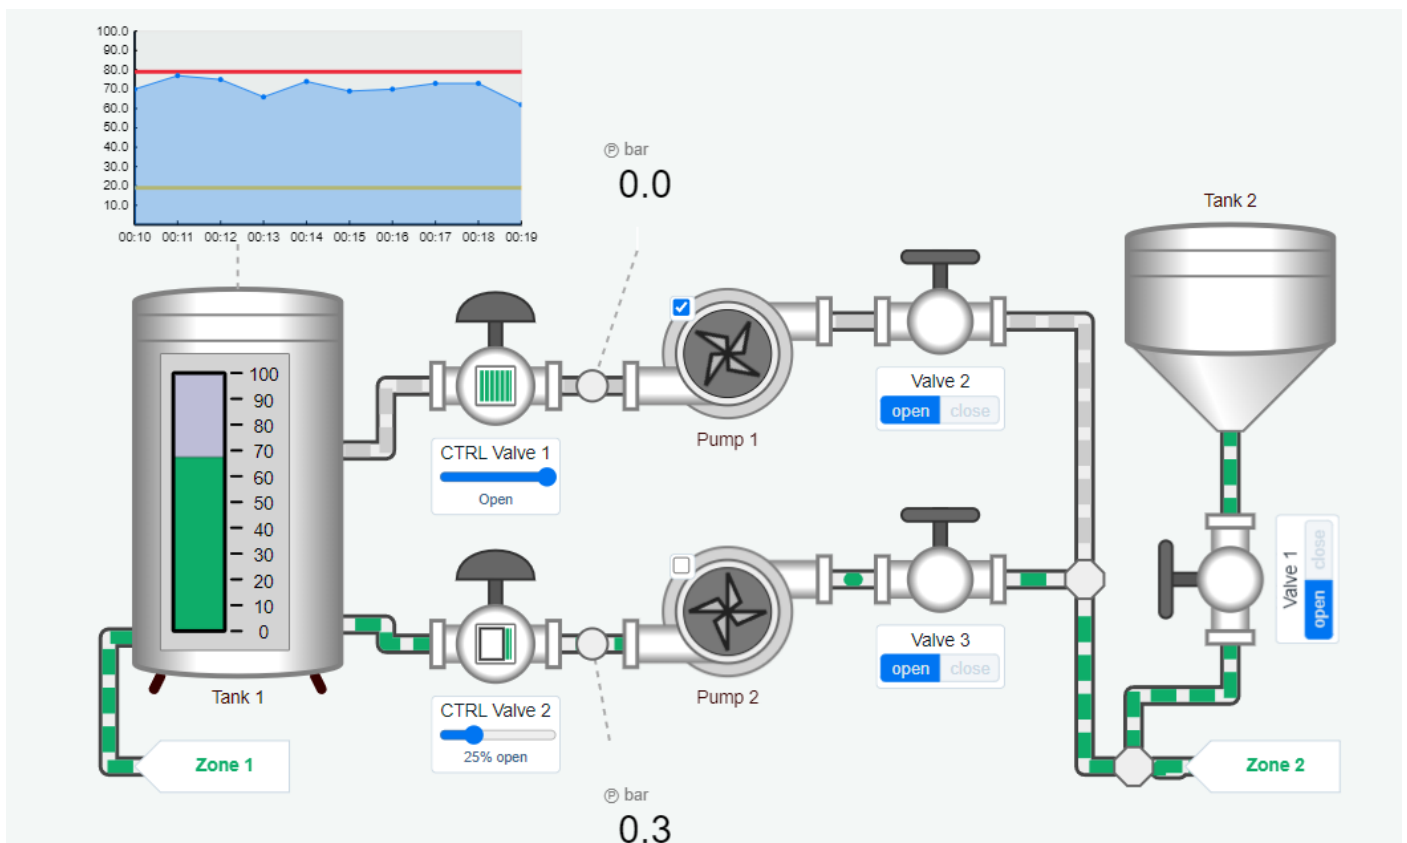 100.0
90.0
80.0
70.0
60.0
50.0
40.0
30.0
20.0
10.0
00:10 00:11 00:12 00:13 00:14 00:15 00:16 00:17 00:18 00:19
Ⓟ bar
0.0
Tank 2
100
90
80
70
60
50
40
30
20
10
0
Tank 1
CTRL Valve 1
Open
Pump 1
Valve 2
open close
CTRL Valve 2
25% open
Pump 2
Valve 3
open close
Valve 1
open close
Zone 1
Zone 2
Ⓟ bar
0.3